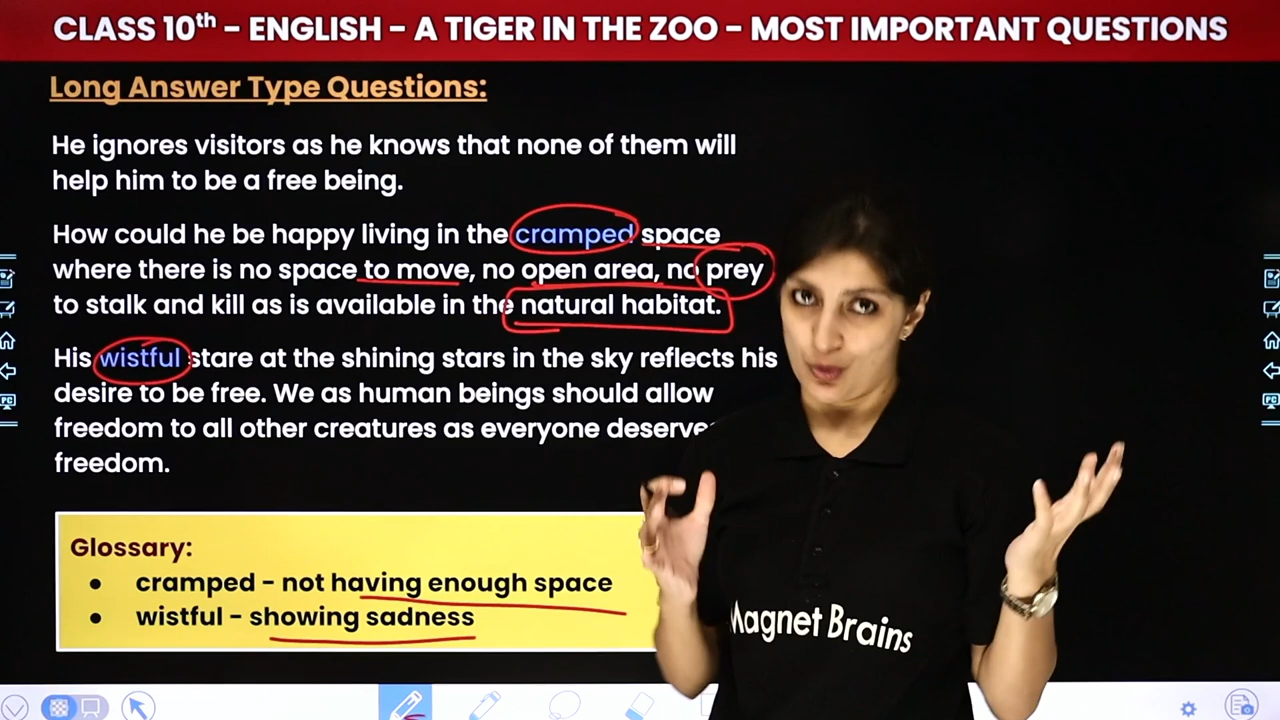 CLASS 10th – ENGLISH – A TIGER IN THE ZOO – MOST IMPORTANT QUESTIONS
Long Answer Type Questions:
He ignores visitors as he knows that none of them will
help him to be a free being.
How could he be happy living in the cramped space
where there is no space to move, no open area, no prey
to stalk and kill as is available in the natural habitat.
His wistful stare at the shining stars in the sky reflects his
desire to be free. We as human beings should allow
freedom to all other creatures as everyone deserves
freedom.
Glossary:
● cramped – not having enough space
● wistful – showing sadness
Magnet Brains
PC
PC